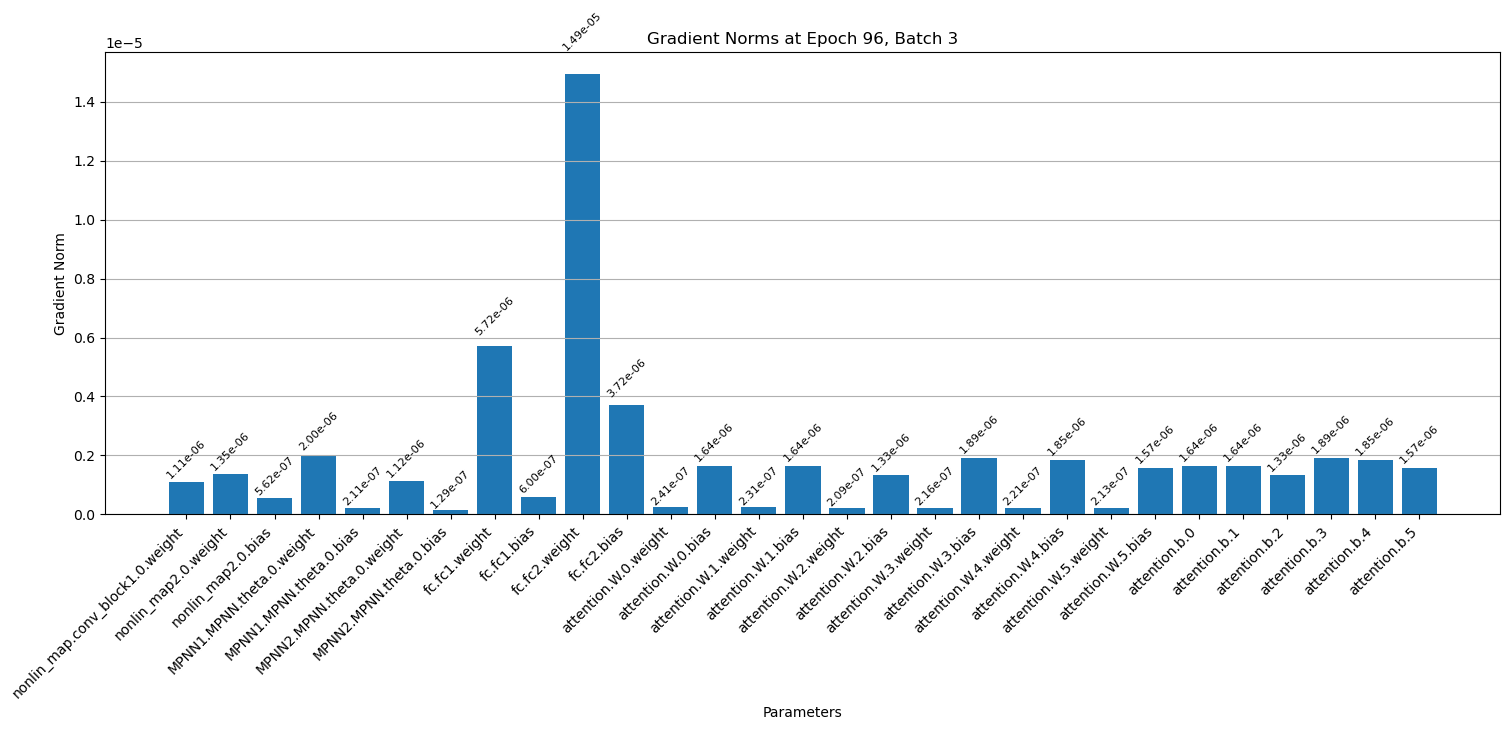 Gradient Norms at Epoch 96, Batch 3
1e−5
Gradient Norm
1.4
1.2
1.0
0.8
0.6
0.4
0.2
0.0
1.11e-06
1.35e-06
5.62e-07
2.00e-06
2.11e-07
1.12e-06
1.29e-07
5.72e-06
6.00e-07
1.49e-05
3.72e-06
2.41e-07
1.64e-06
2.31e-07
1.64e-06
2.09e-07
1.33e-06
2.16e-07
1.89e-06
2.21e-07
1.85e-06
2.13e-07
1.57e-06
1.64e-06
1.64e-06
1.33e-06
1.89e-06
1.85e-06
1.57e-06
nonlin_map.conv_block1.0.weight
nonlin_map2.0.weight
nonlin_map2.0.bias
MPNN1.MPNN.theta.0.weight
MPNN1.MPNN.theta.0.bias
MPNN2.MPNN.theta.0.weight
MPNN2.MPNN.theta.0.bias
fc.fc1.weight
fc.fc1.bias
fc.fc2.weight
fc.fc2.bias
attention.W.0.weight
attention.W.0.bias
attention.W.1.weight
attention.W.1.bias
attention.W.2.weight
attention.W.2.bias
attention.W.3.weight
attention.W.3.bias
attention.W.4.weight
attention.W.4.bias
attention.W.5.weight
attention.W.5.bias
attention.b.0
attention.b.1
attention.b.2
attention.b.3
attention.b.4
attention.b.5
Parameters